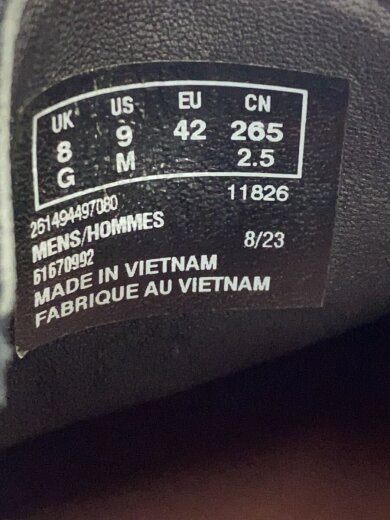 UK US EU CN
8 9 42 265
G M 2.5
261494497080 11826
MENS/HOMMES
61670992 8/23
MADE IN VIETNAM
FABRIQUE AU VIETNAM